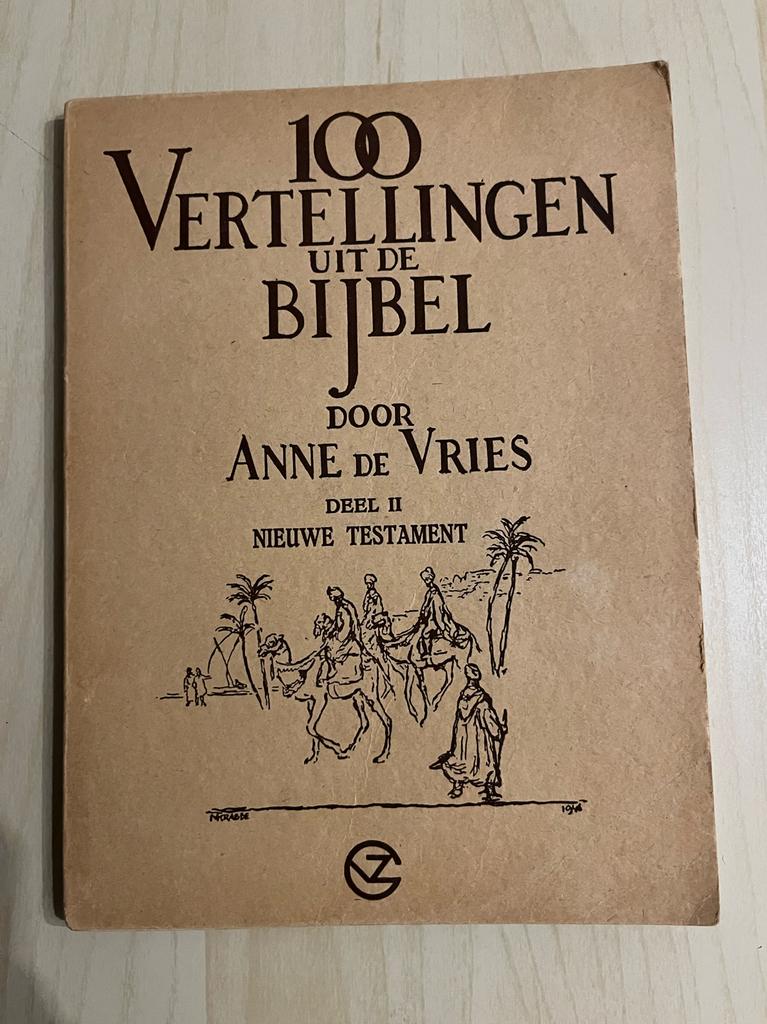 100
VERTELLINGEN
UIT DE
BIJBEL
DOOR
ANNE DE VRIES
DEEL II
NIEUWE TESTAMENT